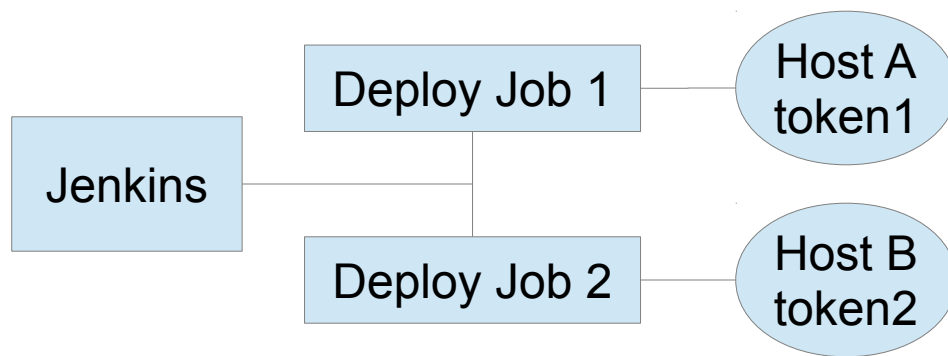 Jenkins
Deploy Job 1
Host A
token1
Deploy Job 2
Host B
token2